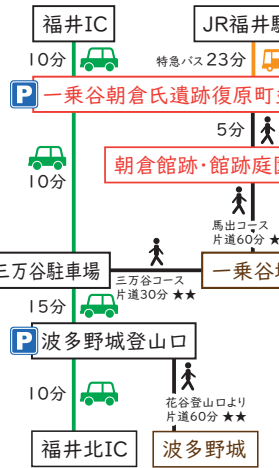 福井IC
JR福井駅
10分
特急バス 23分
P 一乗谷朝倉氏遺跡復原町並
5分
10分
朝倉館跡・館跡庭園
馬出コース
片道60分 ★
三万谷駐車場
三万谷コース
片道30分 ★★
一乗谷城
15分
P 波多野城登山口
10分
花谷登山口より
片道60分 ★★
福井北IC
波多野城